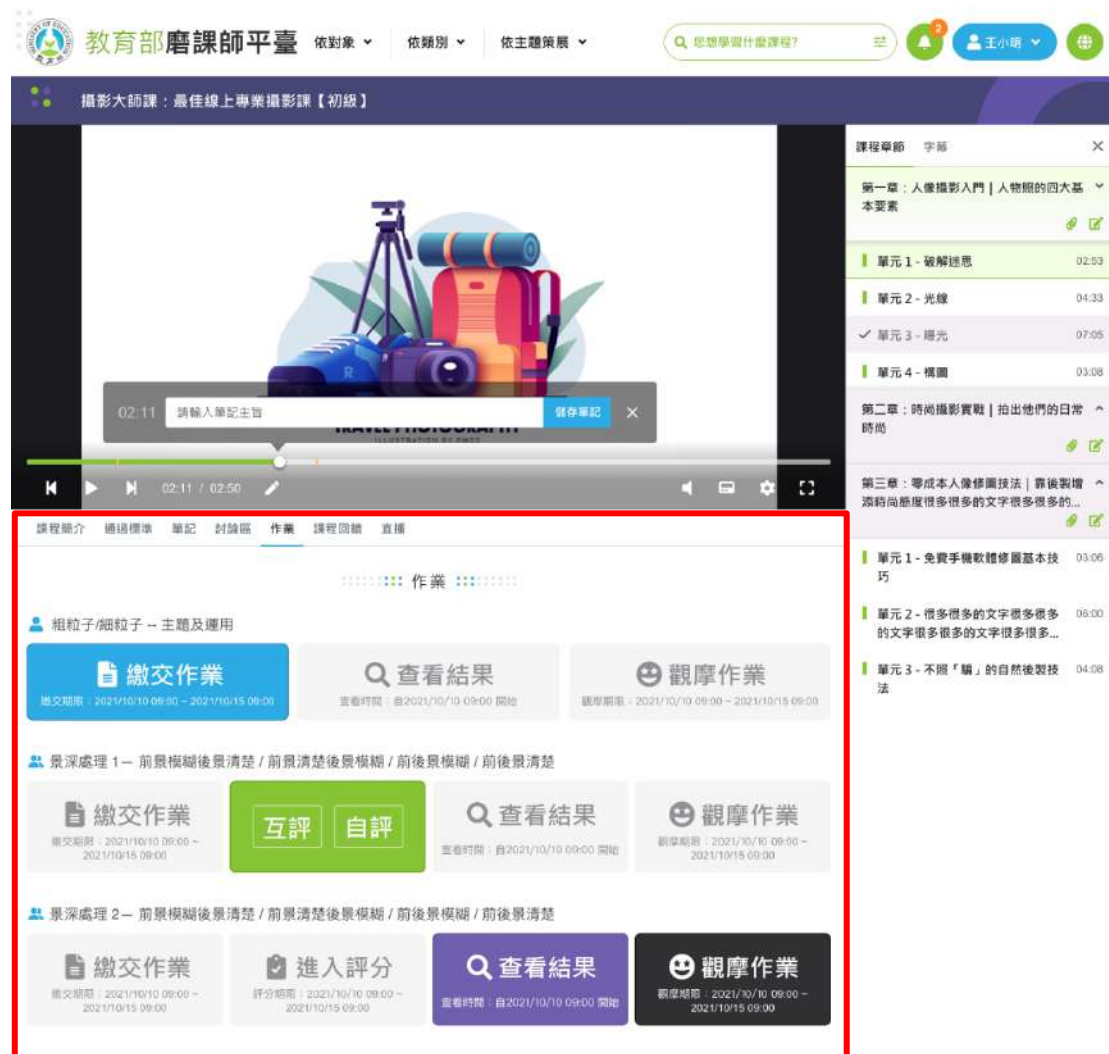 教育部磨課師平臺
依對象
依類別
依主題策展
您想學習什麼課程?
2
王小明
攝影大師課：最佳線上專業攝影課【初級】
R
02:11
請輸入筆記主旨
儲存筆記
02:11 / 02:50
課程章節
字幕
第一章：人像攝影入門 | 人物照的四大基
本要素
單元 1 - 破解迷思 02:53
單元 2 - 光線 04:33
單元 3 - 曝光 07:05
單元 4 - 構圖 03:08
第二章：時尚攝影實戰 | 拍出他們的日常
時尚
第三章：零成本人像修圖技法 | 靠後製增
添時尚態度很多很多的文字很多很多的...
單元 1 - 免費手機軟體修圖基本技 03:06
巧
單元 2 - 很多很多的文字很多很多 06:00
的文字很多很多的文字很多很多...
單元 3 - 不照「騙」的自然後製技 04:08
法
課程簡介 通過標準 筆記 討論區 作業 課程回饋 直播
作業
粗粒子/細粒子 -- 主題及運用
繳交作業
繳交期限：2021/10/10 09:00 ~ 2021/10/15 09:00
查看結果
查看時間：自2021/10/10 09:00 開始
觀摩作業
觀摩期限：2021/10/10 09:00 ~ 2021/10/15 09:00
景深處理 1— 前景模糊後景清楚 / 前景清楚後景模糊 / 前後景模糊 / 前後景清楚
繳交作業
繳交期限：2021/10/10 09:00 ~
2021/10/15 09:00
互評 自評
查看結果
查看時間：自2021/10/10 09:00 開始
觀摩作業
觀摩期限：2021/10/10 09:00 ~
2021/10/15 09:00
景深處理 2— 前景模糊後景清楚 / 前景清楚後景模糊 / 前後景模糊 / 前後景清楚
繳交作業
繳交期限：2021/10/10 09:00 ~
2021/10/15 09:00
進入評分
評分期限：2021/10/10 09:00 ~
2021/10/15 09:00
查看結果
查看時間：自2021/10/10 09:00 開始
觀摩作業
觀摩期限：2021/10/10 09:00 ~
2021/10/15 09:00